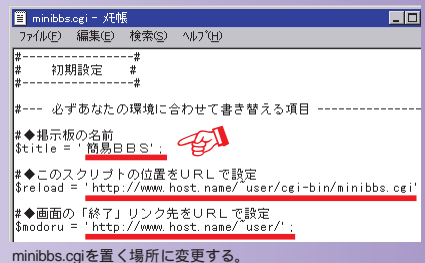 minibbs.cgi - メモ帳
ファイル(F) 編集(E) 検索(S) ヘルプ(H)
#----------------#
#    初期設定    #
#----------------#
#--- 必ずあなたの環境に合わせて書き替える項目 --------------
#◆掲示板の名前
$title = '簡易BBS';
#◆このスクリプトの位置をURLで設定
$reload = 'http://www.host.name/~user/cgi-bin/minibbs.cgi'
#◆画面の「終了」リンク先をURLで設定
$modoru = 'http://www.host.name/~user/';
minibbs.cgiを置く場所に変更する。